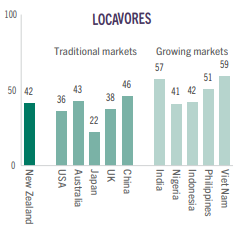 LOCAVORES
100
50
0
Traditional markets
Growing markets
42
36
43
22
38
46
57
41
42
51
59
New Zealand
USA
Australia
Japan
UK
China
India
Nigeria
Indonesia
Philippines
Viet Nam